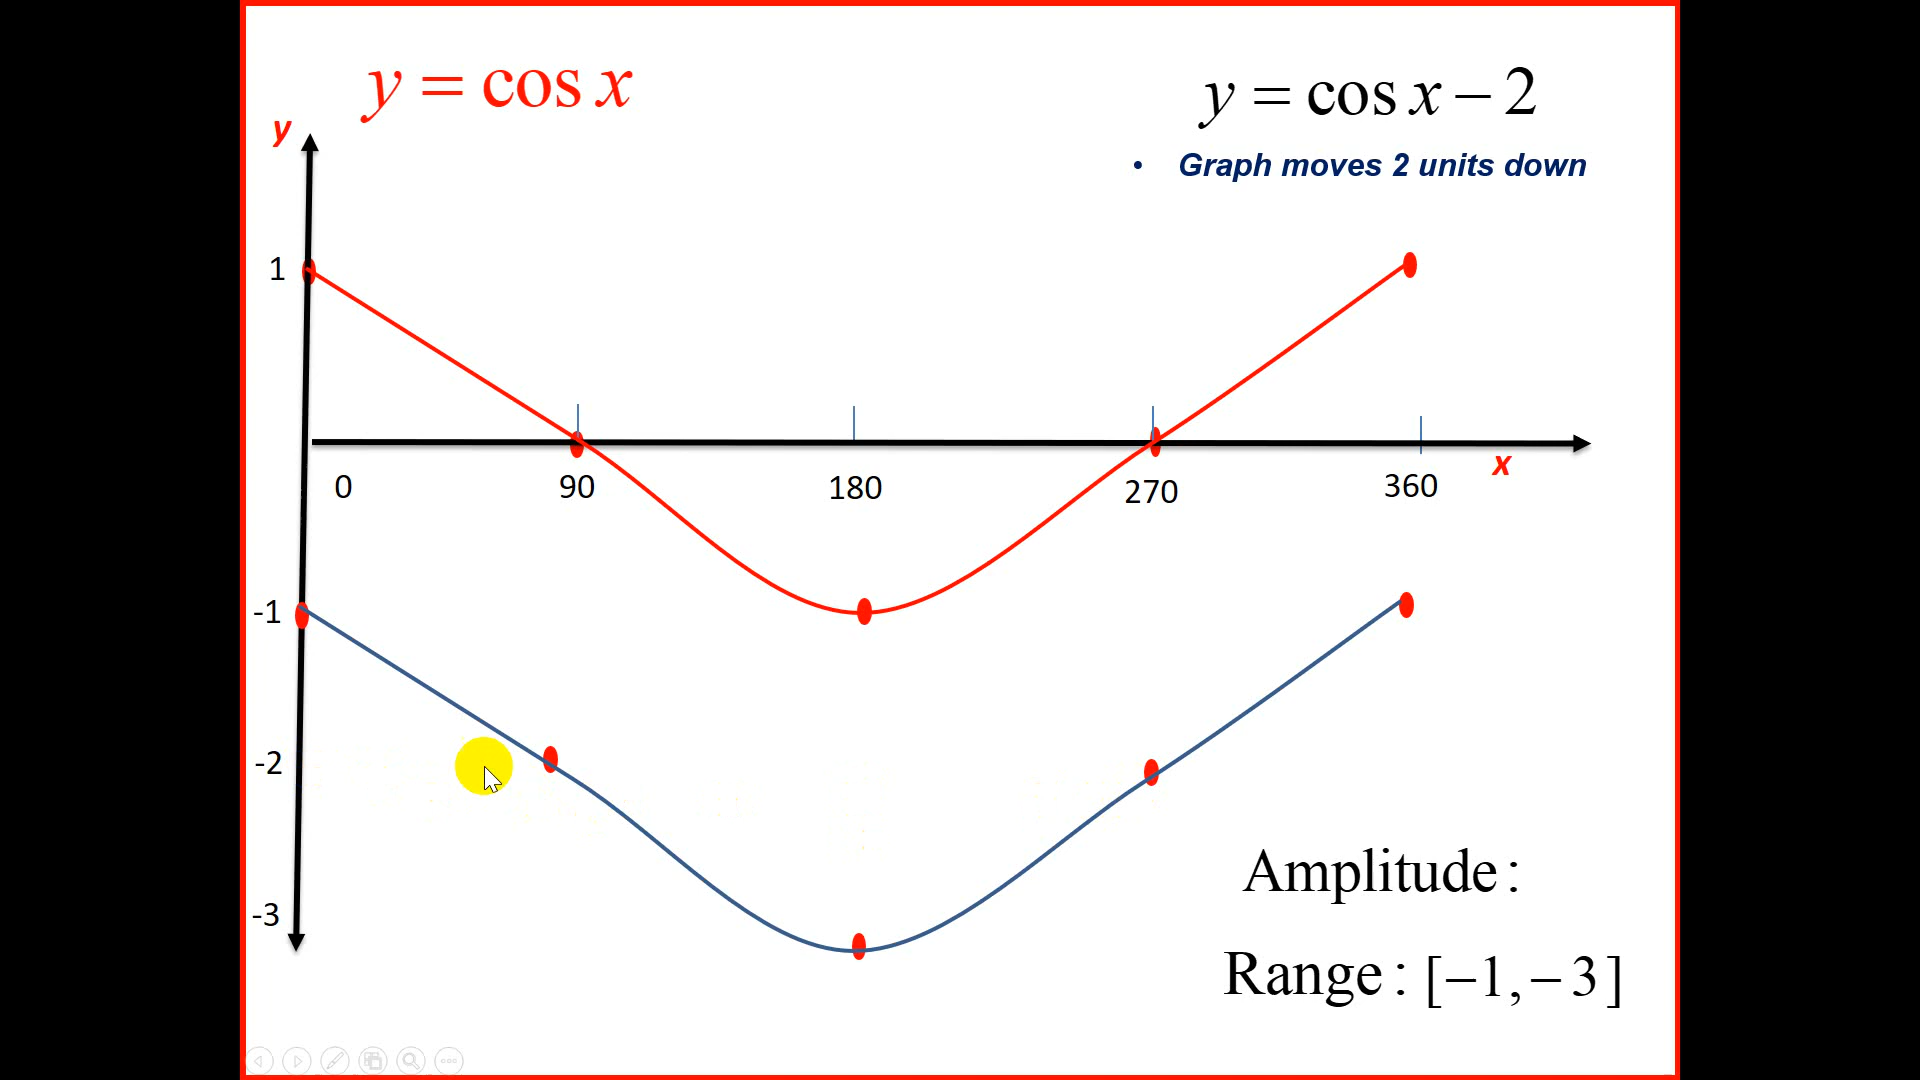 y = cos x
y = cos x − 2
• Graph moves 2 units down
y
1
0
90
180
270
360
x
-1
-2
-3
Amplitude :
Range : [−1, −3]